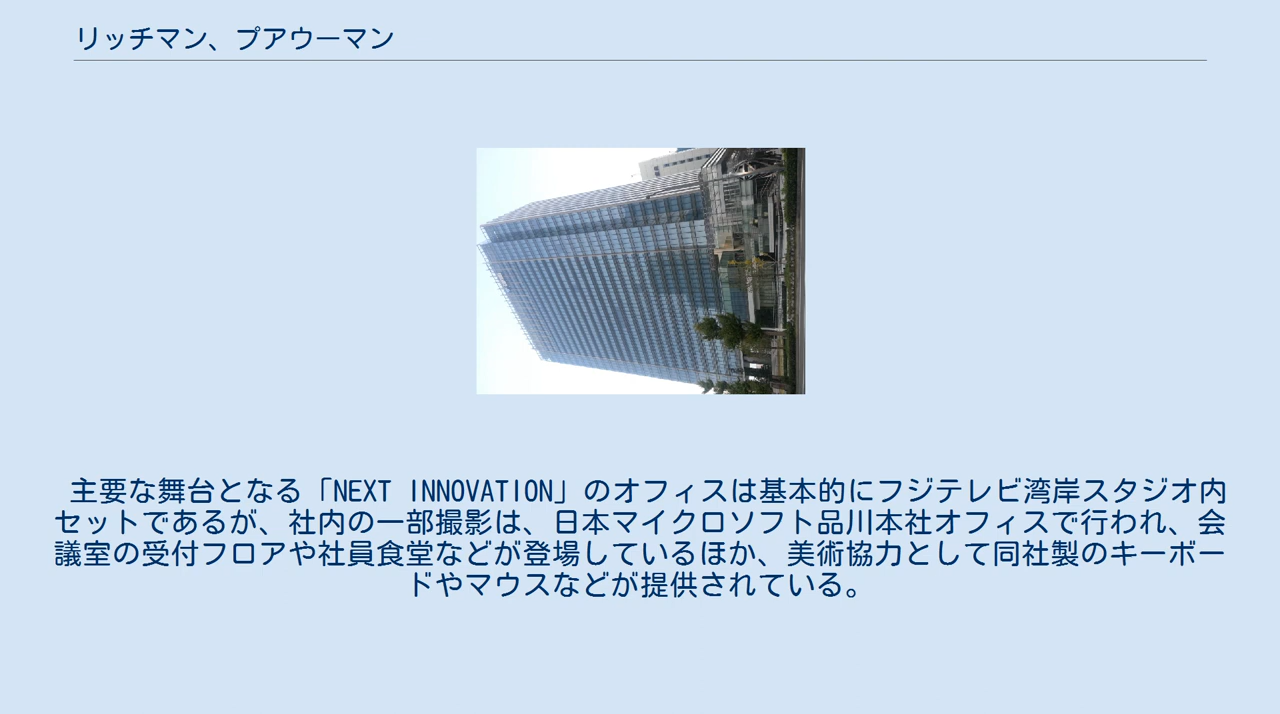 リッチマン、プアウーマン
主要な舞台となる「NEXT INNOVATION」のオフィスは基本的にフジテレビ湾岸スタジオ内
セットであるが、社内の一部撮影は、日本マイクロソフト品川本社オフィスで行われ、会
議室の受付フロアや社員食堂などが登場しているほか、美術協力として同社製のキーボー
ドやマウスなどが提供されている。